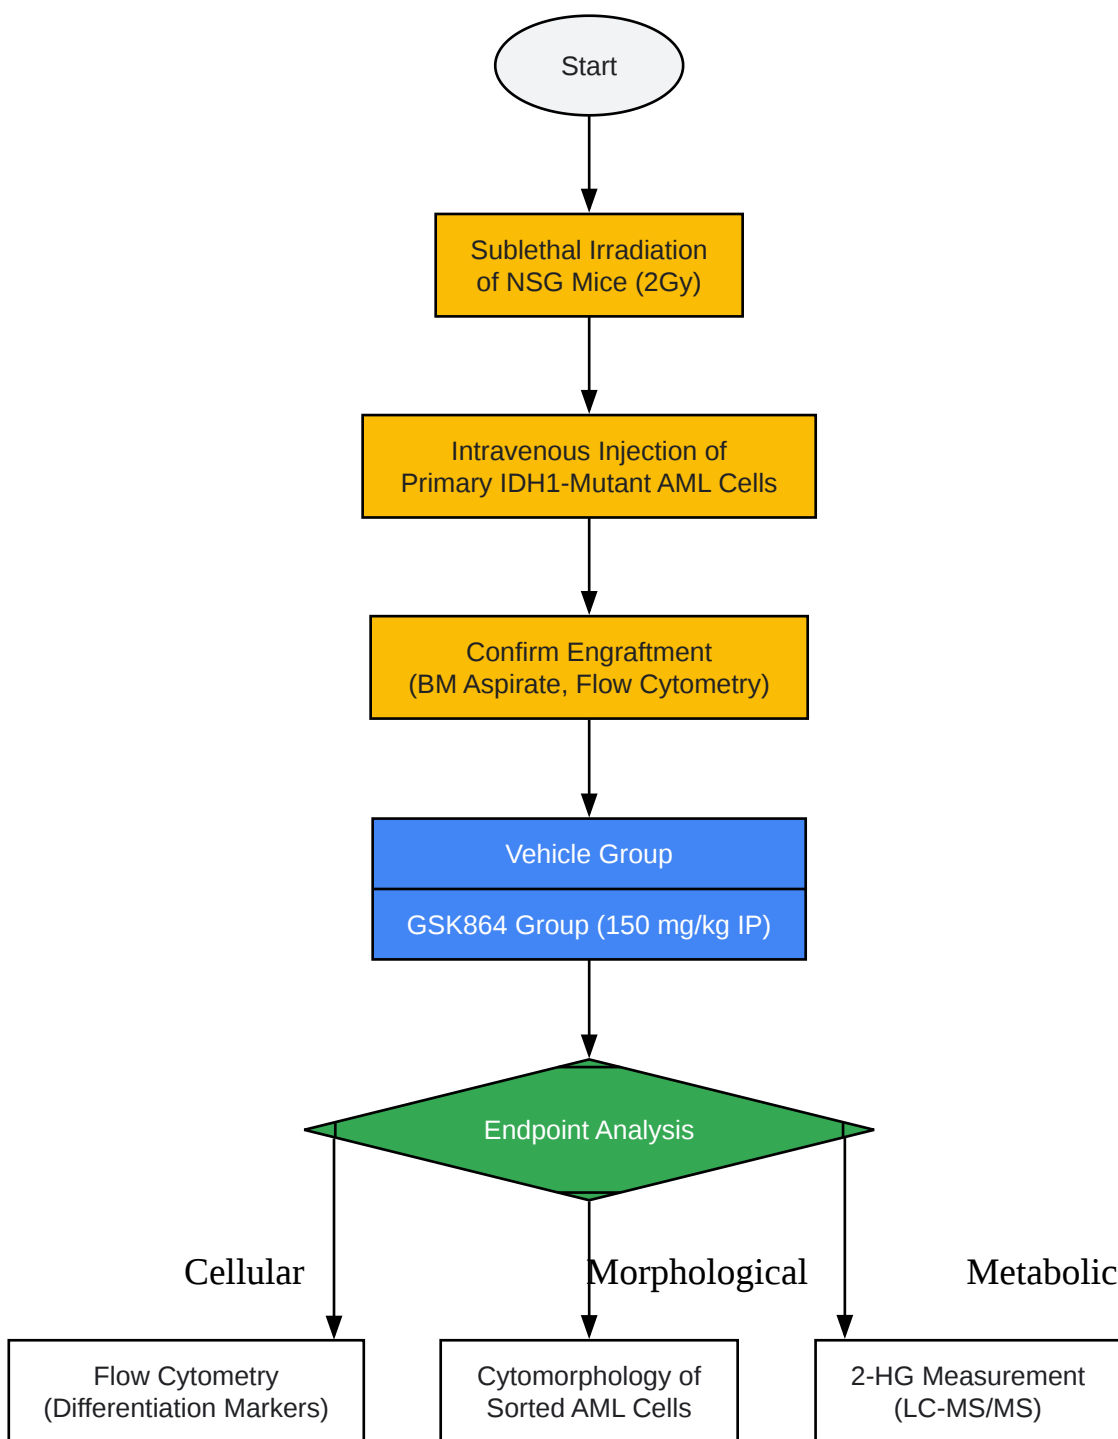 Start
Sublethal Irradiation
of NSG Mice (2Gy)
Intravenous Injection of
Primary IDH1-Mutant AML Cells
Confirm Engraftment
(BM Aspirate, Flow Cytometry)
Vehicle Group
GSK864 Group (150 mg/kg IP)
Endpoint Analysis
Cellular
Morphological
Metabolic
Flow Cytometry
(Differentiation Markers)
Cytomorphology of
Sorted AML Cells
2-HG Measurement
(LC-MS/MS)